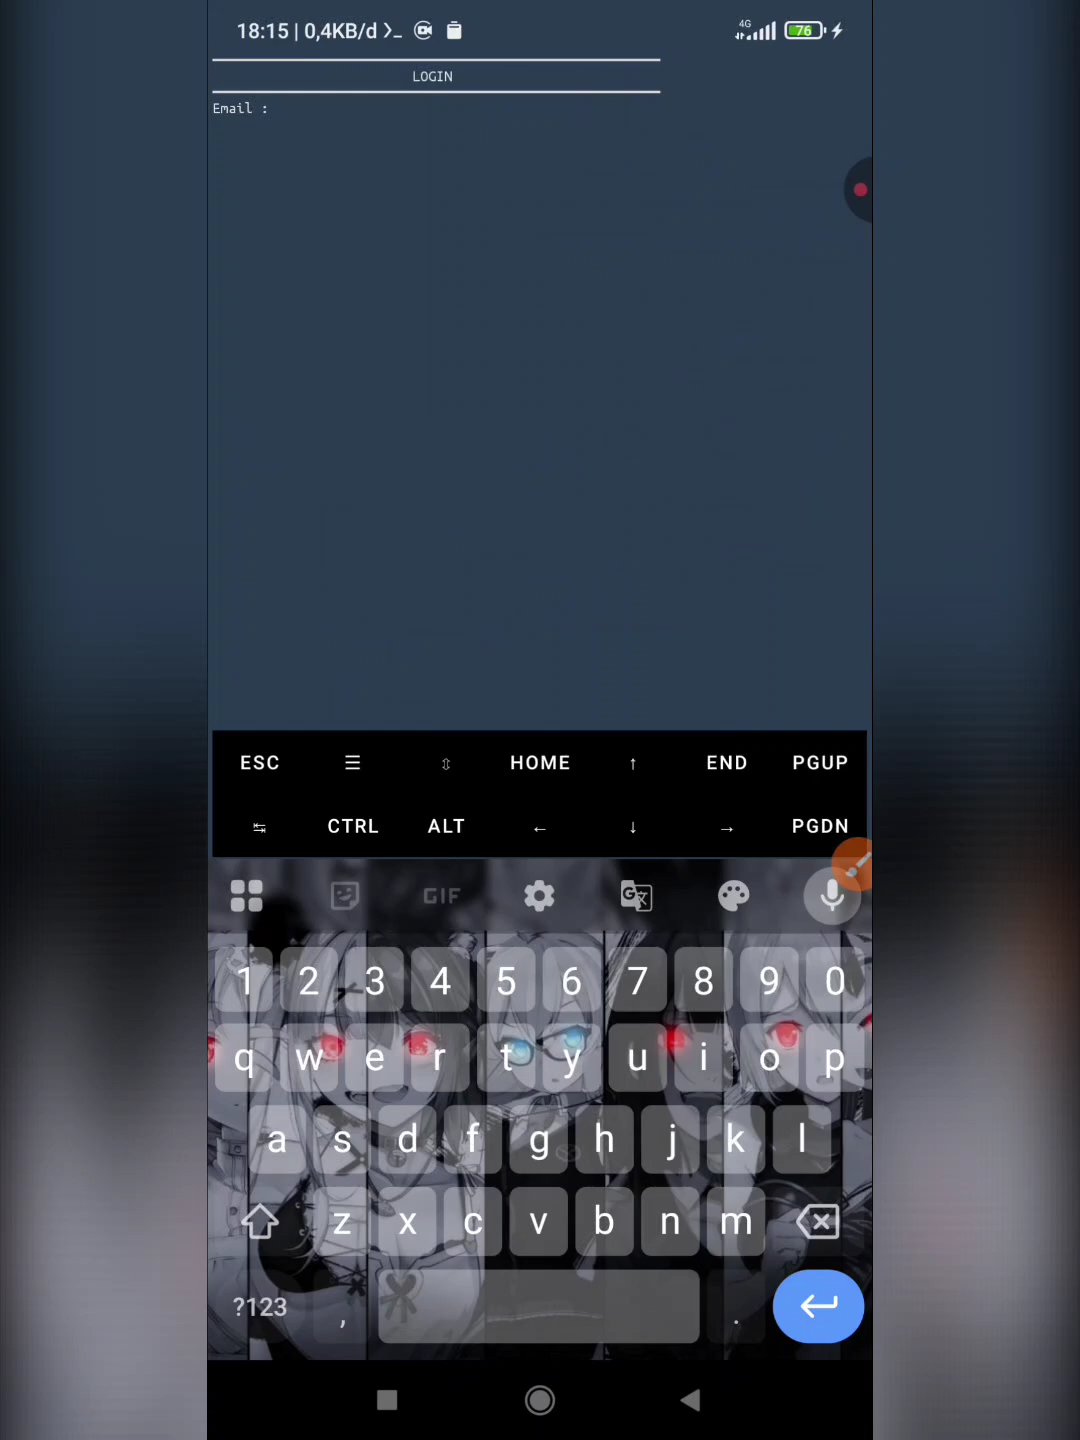 18:15 | 0,4KB/d
4G
76
LOGIN
Email :
ESC ☰ ⇳ HOME ↑ END PGUP
↹ CTRL ALT ← ↓ → PGDN
GIF
1 2 3 4 5 6 7 8 9 0
q w e r t y u i o p
a s d f g h j k l
z x c v b n m
?123 , .